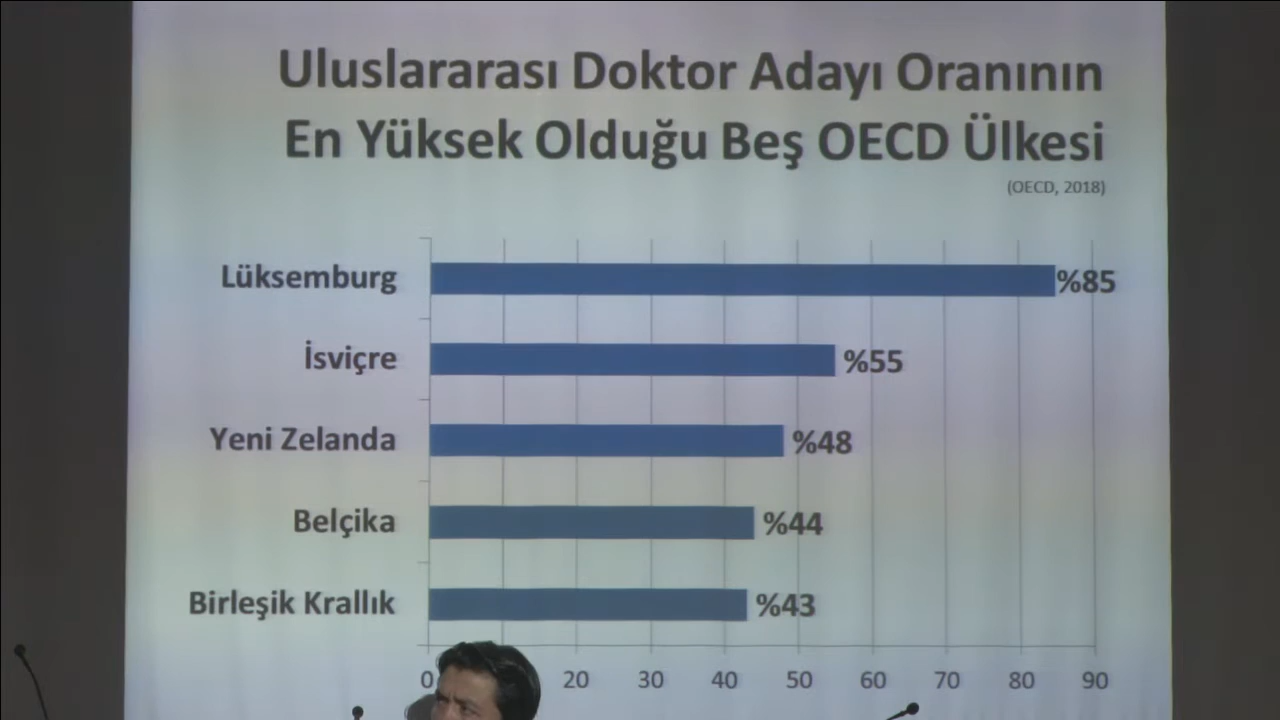 Uluslararası Doktor Adayı Oranının
En Yüksek Olduğu Beş OECD Ülkesi
(OECD, 2018)
Lüksemburg %85
İsviçre %55
Yeni Zelanda %48
Belçika %44
Birleşik Krallık %43
0 20 30 40 50 60 70 80 90